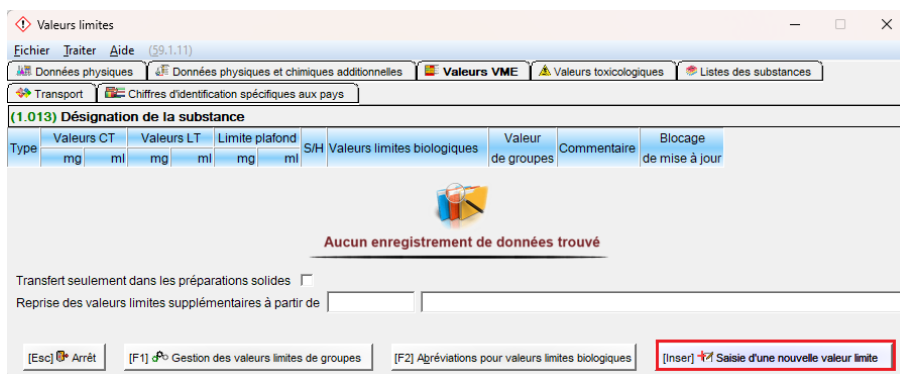 Valeurs limites
Fichier Traiter Aide (59.1.11)
Données physiques Données physiques et chimiques additionnelles Valeurs VME Valeurs toxicologiques Listes des substances
Transport Chiffres d'identification spécifiques aux pays
(1.013) Désignation de la substance
Type Valeurs CT Valeurs LT Limite plafond S/H Valeurs limites biologiques Valeur de groupes Commentaire Blocage de mise à jour
mg ml mg ml mg ml
Aucun enregistrement de données trouvé
Transfert seulement dans les préparations solides
Reprise des valeurs limites supplémentaires à partir de
[Esc] Arrêt [F1] Gestion des valeurs limites de groupes [F2] Abréviations pour valeurs limites biologiques [Inser] Saisie d'une nouvelle valeur limite